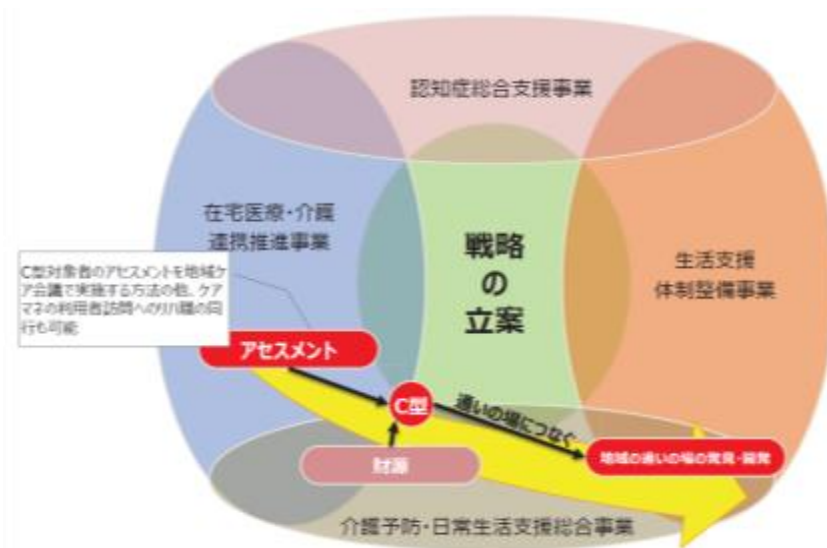 認知症総合支援事業
在宅医療・介護
連携推進事業
戦略
の
立案
生活支援
体制整備事業
C型対象者のアセスメントを地域ケ
ア会議で実施する方法の他、ケア
マネの利用者訪問へのリハ職の同
行も可能
アセスメント
C型
通いの場につなぐ
財源
地域の通いの場の発見・開発
介護予防・日常生活支援総合事業